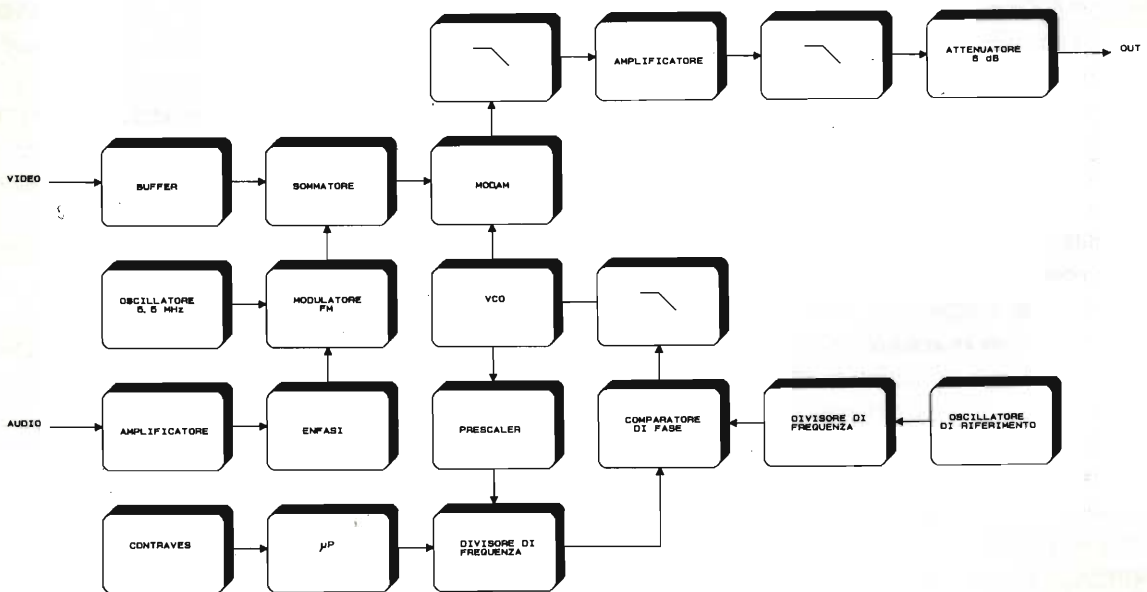 AMPLIFICATORE
ATTENUATORE
6 dB
OUT
VIDEO
BUFFER
SOMMATORE
MODAM
OSCILLATORE
5,5 MHz
MODULATORE
FM
VCO
AUDIO
AMPLIFICATORE
ENFASI
PRESCALER
COMPARATORE
DI FASE
DIVISORE DI
FREQUENZA
OSCILLATORE
DI RIFERIMENTO
CONTRAVES
µP
DIVISORE DI
FREQUENZA